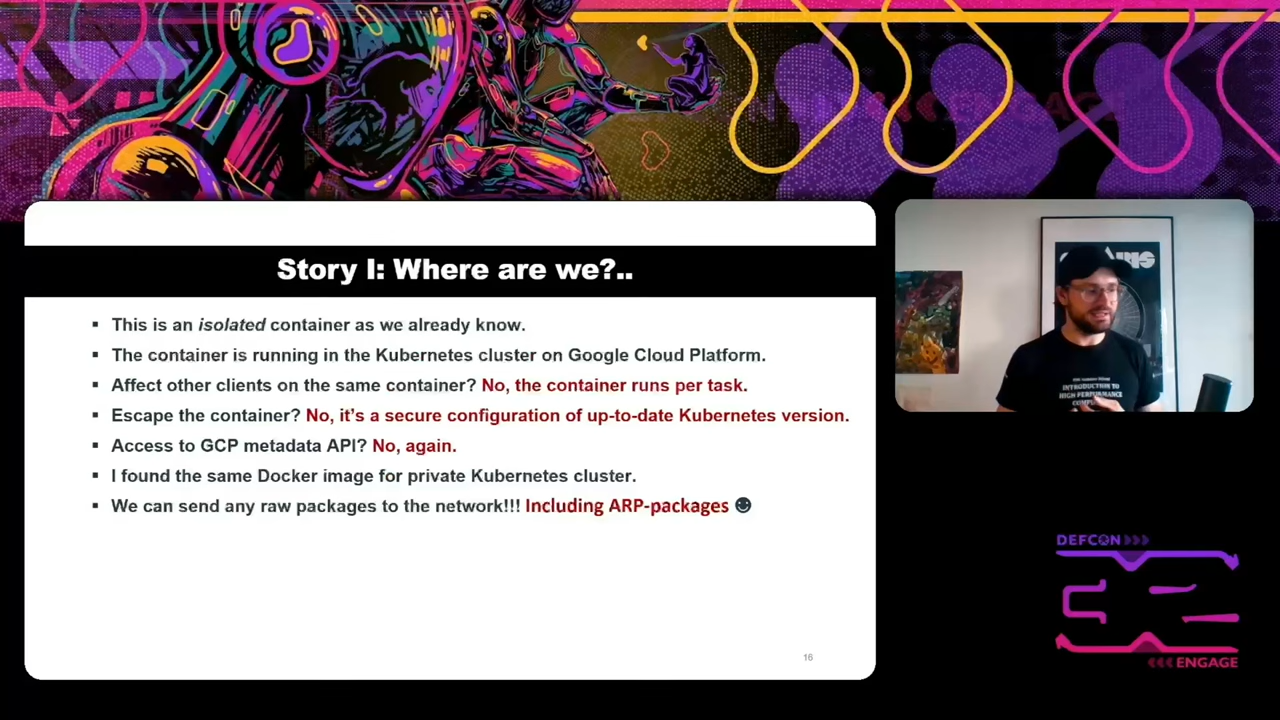 Story I: Where are we?..
▪ This is an isolated container as we already know.
▪ The container is running in the Kubernetes cluster on Google Cloud Platform.
▪ Affect other clients on the same container? No, the container runs per task.
▪ Escape the container? No, it's a secure configuration of up-to-date Kubernetes version.
▪ Access to GCP metadata API? No, again.
▪ I found the same Docker image for private Kubernetes cluster.
▪ We can send any raw packages to the network!!! Including ARP-packages ☻
16
INTRODUCTION TO
HIGH PERFORMANCE
DEFCON >>>
<<< ENGAGE